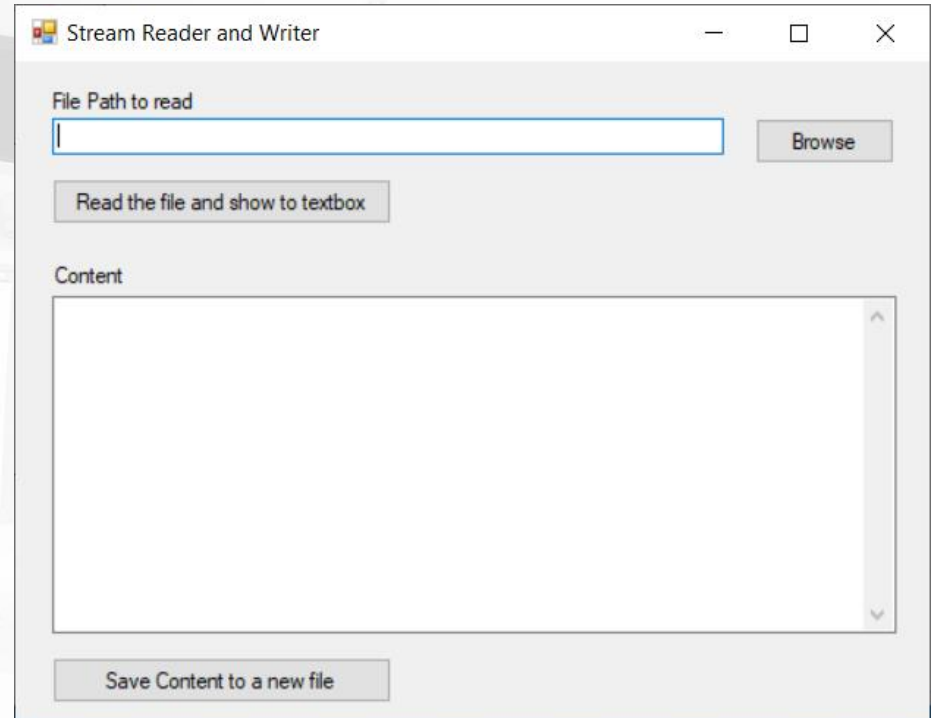 Stream Reader and Writer
File Path to read
Browse
Read the file and show to textbox
Content
Save Content to a new file